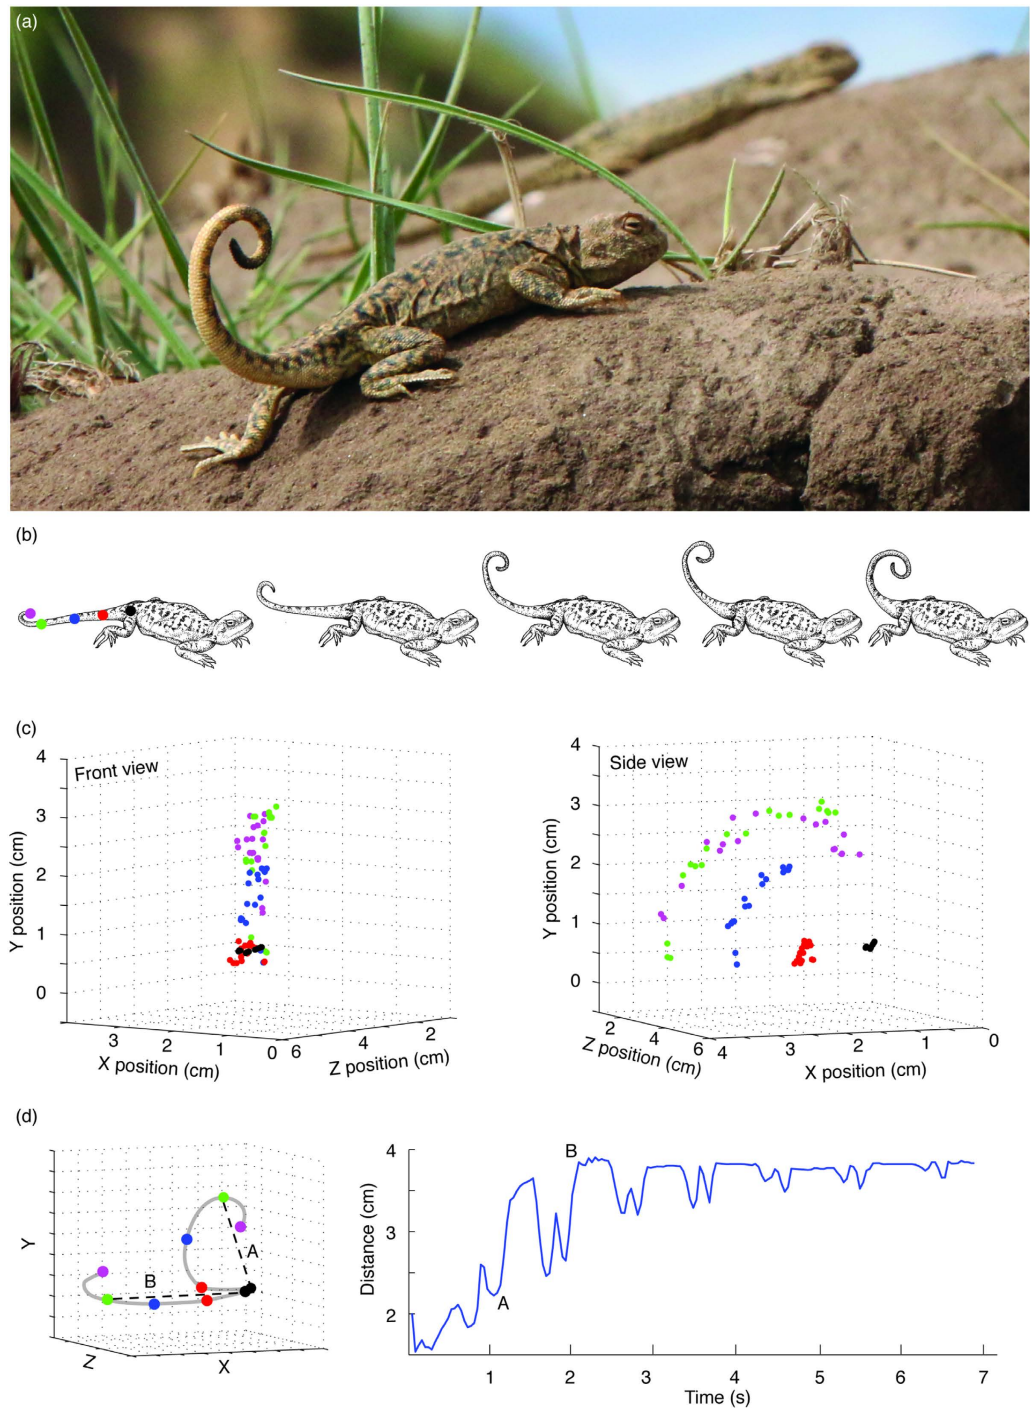 (a)
(b)
(c)
Front view
Y position (cm)
4
3
2
1
0
3
2
1
0
X position (cm)
6
4
2
Z position (cm)
Side view
Y position (cm)
4
3
2
1
0
2
4
6
Z position (cm)
4
3
2
1
0
X position (cm)
(d)
Y
Z
X
A
B
Distance (cm)
4
3
2
A
B
1
2
3
4
5
6
7
Time (s)